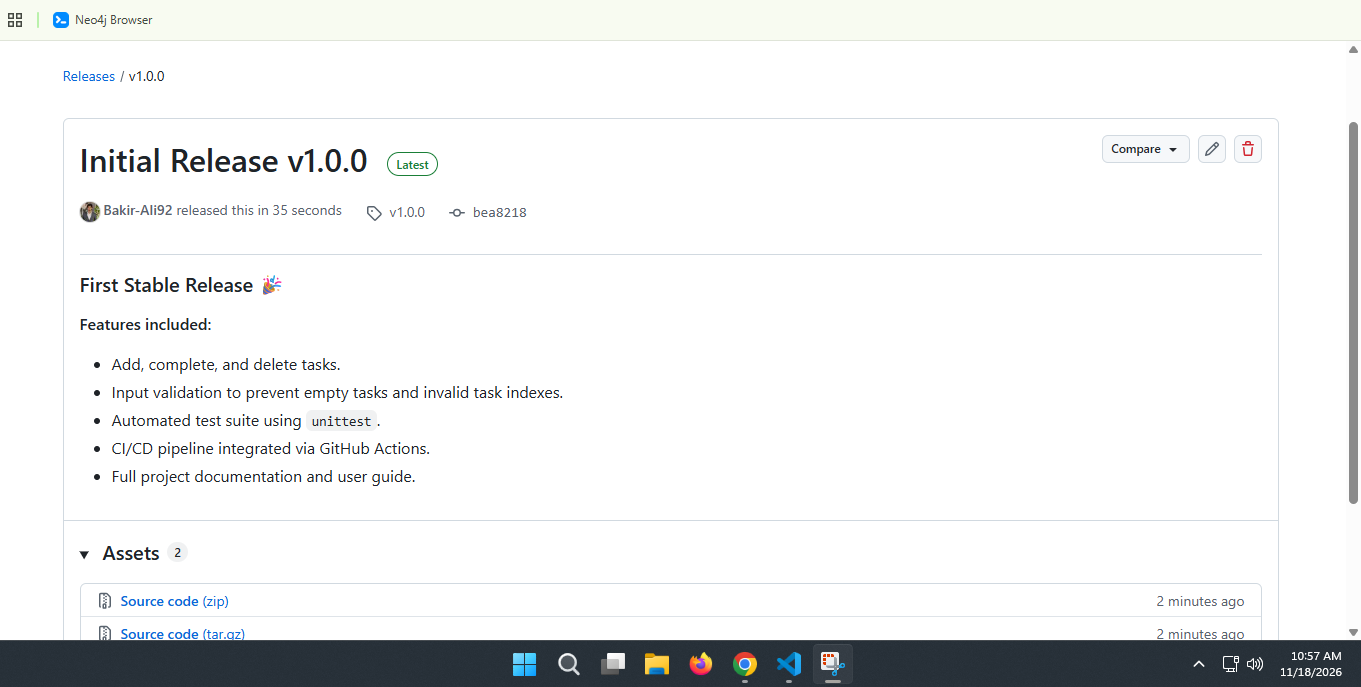 Neo4j Browser
Releases / v1.0.0
Initial Release v1.0.0 Latest
Compare
Bakir-Ali92 released this in 35 seconds v1.0.0 bea8218
First Stable Release 🎉
Features included:
Add, complete, and delete tasks.
Input validation to prevent empty tasks and invalid task indexes.
Automated test suite using unittest.
CI/CD pipeline integrated via GitHub Actions.
Full project documentation and user guide.
Assets 2
Source code (zip) 2 minutes ago
Source code (tar.gz) 2 minutes ago
10:57 AM
11/18/2026